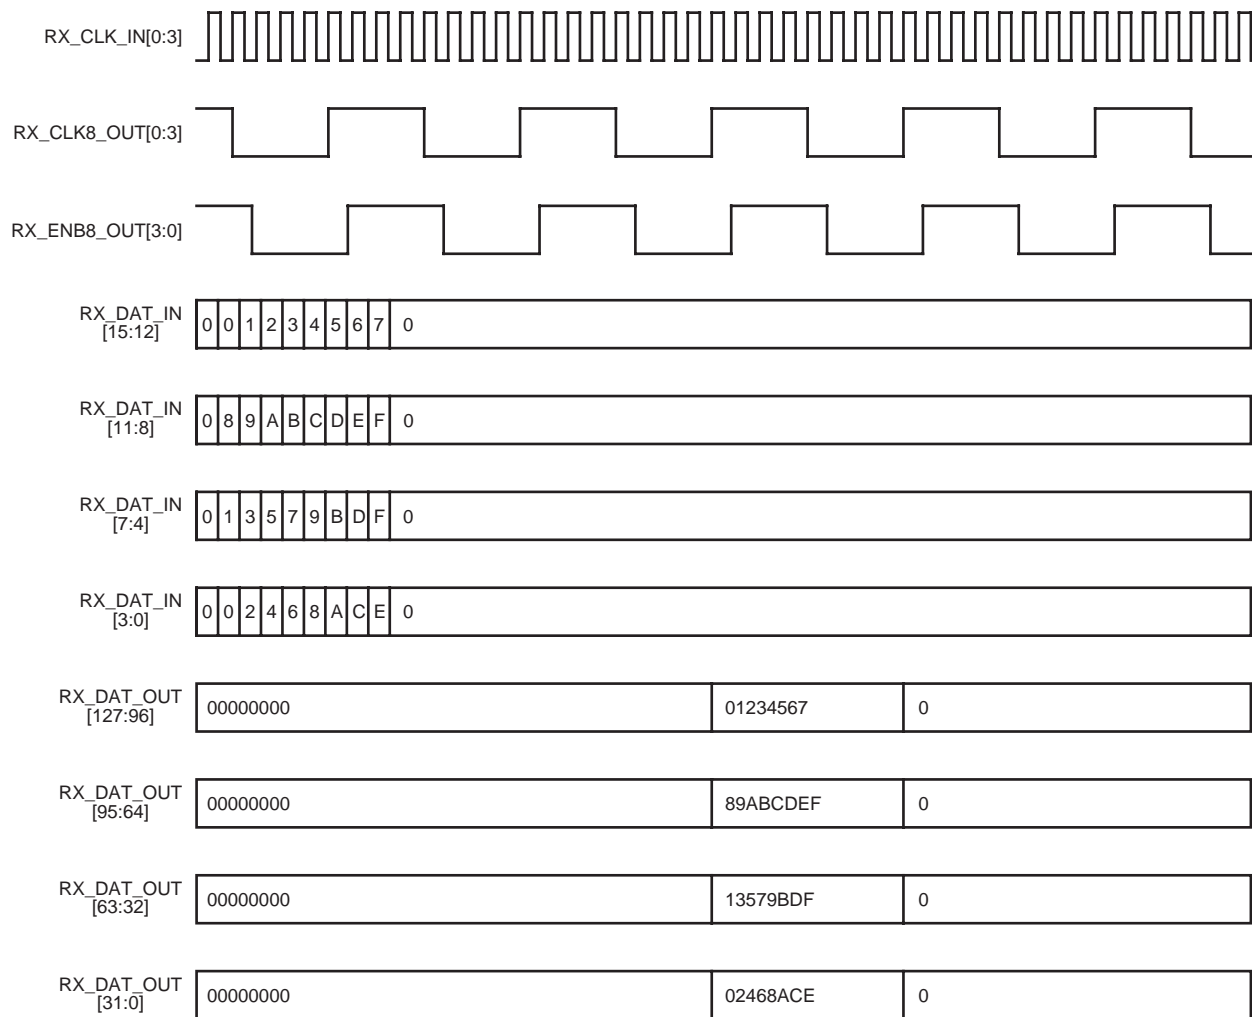 RX_CLK_IN[0:3]
RX_CLK8_OUT[0:3]
RX_ENB8_OUT[3:0]
RX_DAT_IN
[15:12]
0 0 1 2 3 4 5 6 7 0
RX_DAT_IN
[11:8]
0 8 9 A B C D E F 0
RX_DAT_IN
[7:4]
0 1 3 5 7 9 B D F 0
RX_DAT_IN
[3:0]
0 0 2 4 6 8 A C E 0
RX_DAT_OUT
[127:96]
00000000 01234567 0
RX_DAT_OUT
[95:64]
00000000 89ABCDEF 0
RX_DAT_OUT
[63:32]
00000000 13579BDF 0
RX_DAT_OUT
[31:0]
00000000 02468ACE 0